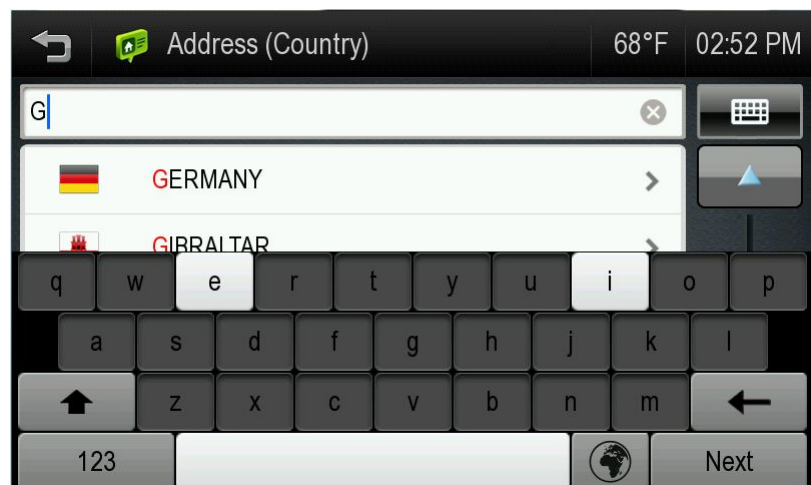 Address (Country) 68°F 02:52 PM
G
GERMANY
GIBRALTAR
q w e r t y u i o p
a s d f g h j k l
z x c v b n m
123 Next